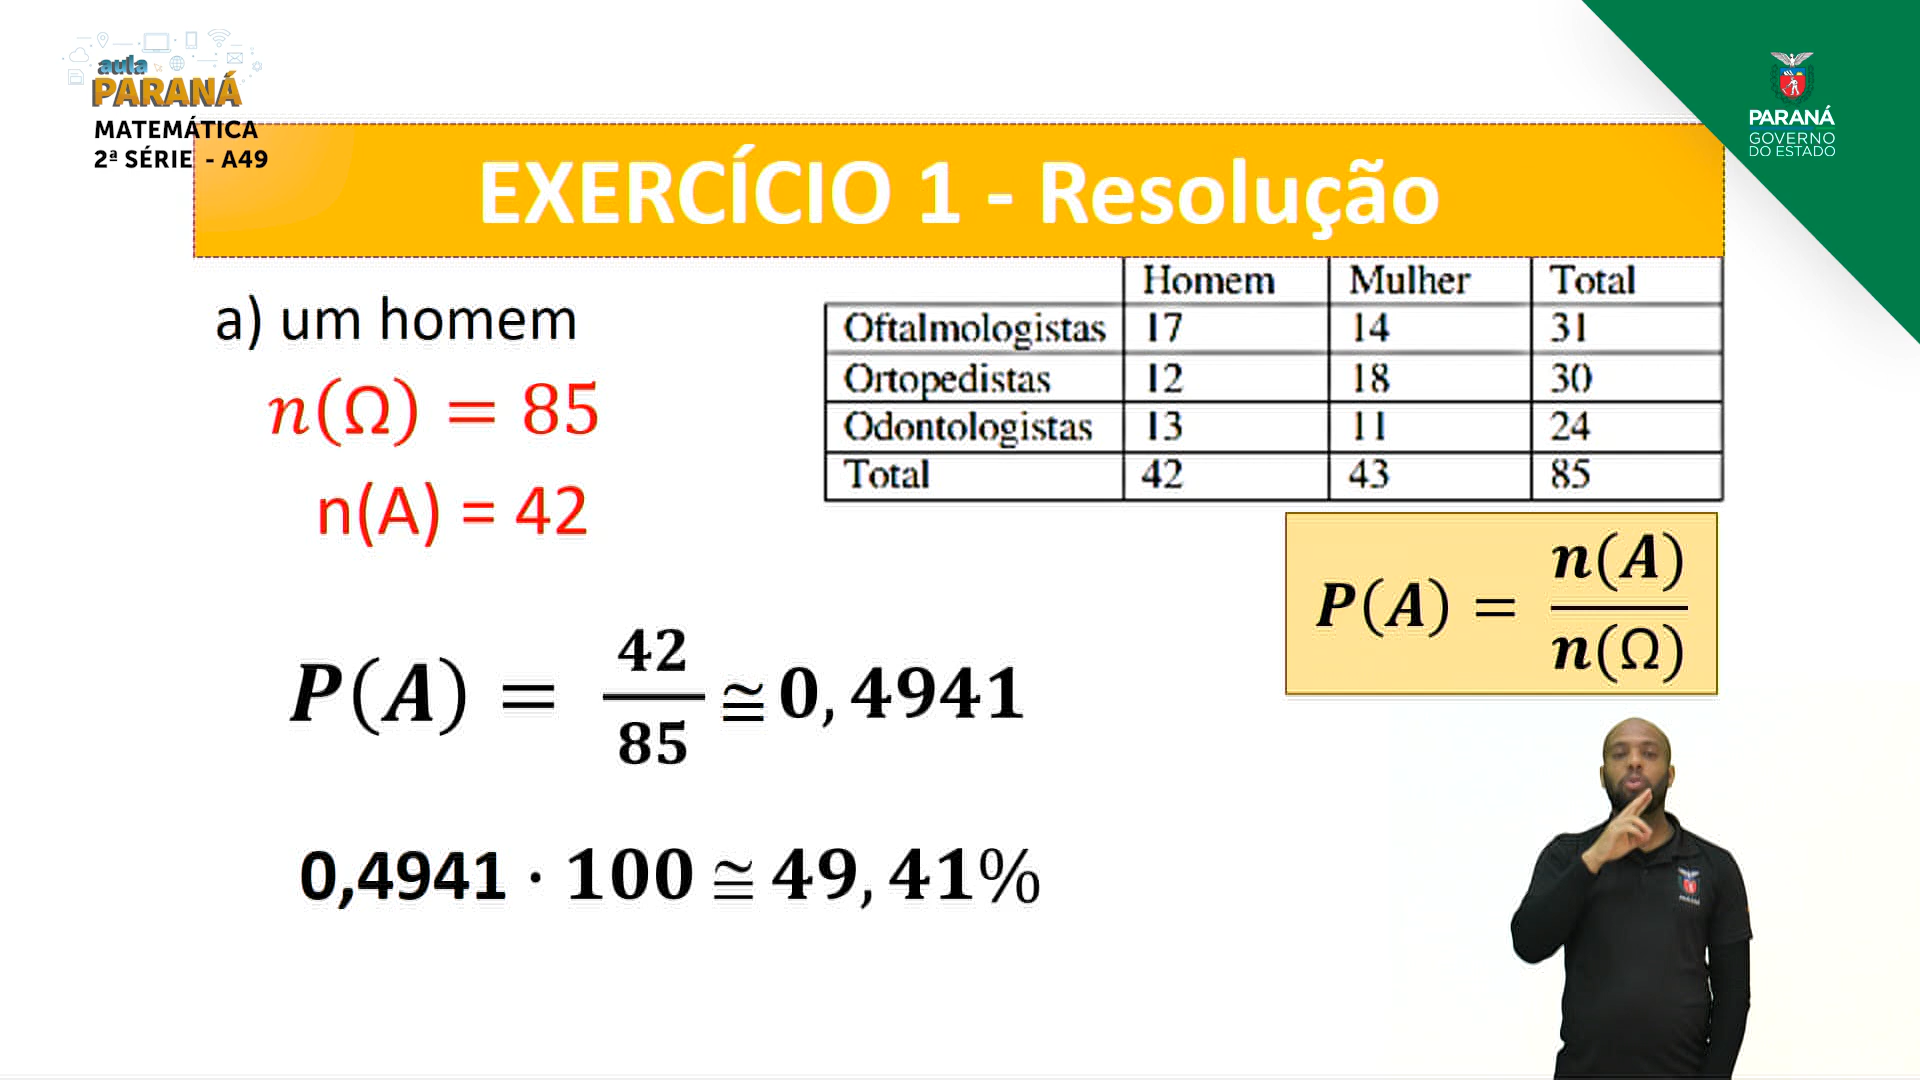 aula
PARANÁ
MATEMÁTICA
2ª SÉRIE - A49
PARANÁ
GOVERNO
DO ESTADO
EXERCÍCIO 1 - Resolução
a) um homem
n(Ω) = 85
n(A) = 42
Homem Mulher Total
Oftalmologistas 17 14 31
Ortopedistas 12 18 30
Odontologistas 13 11 24
Total 42 43 85
P(A) = n(A)/n(Ω)
P(A) = 42/85 ≅ 0,4941
0,4941 · 100 ≅ 49,41%